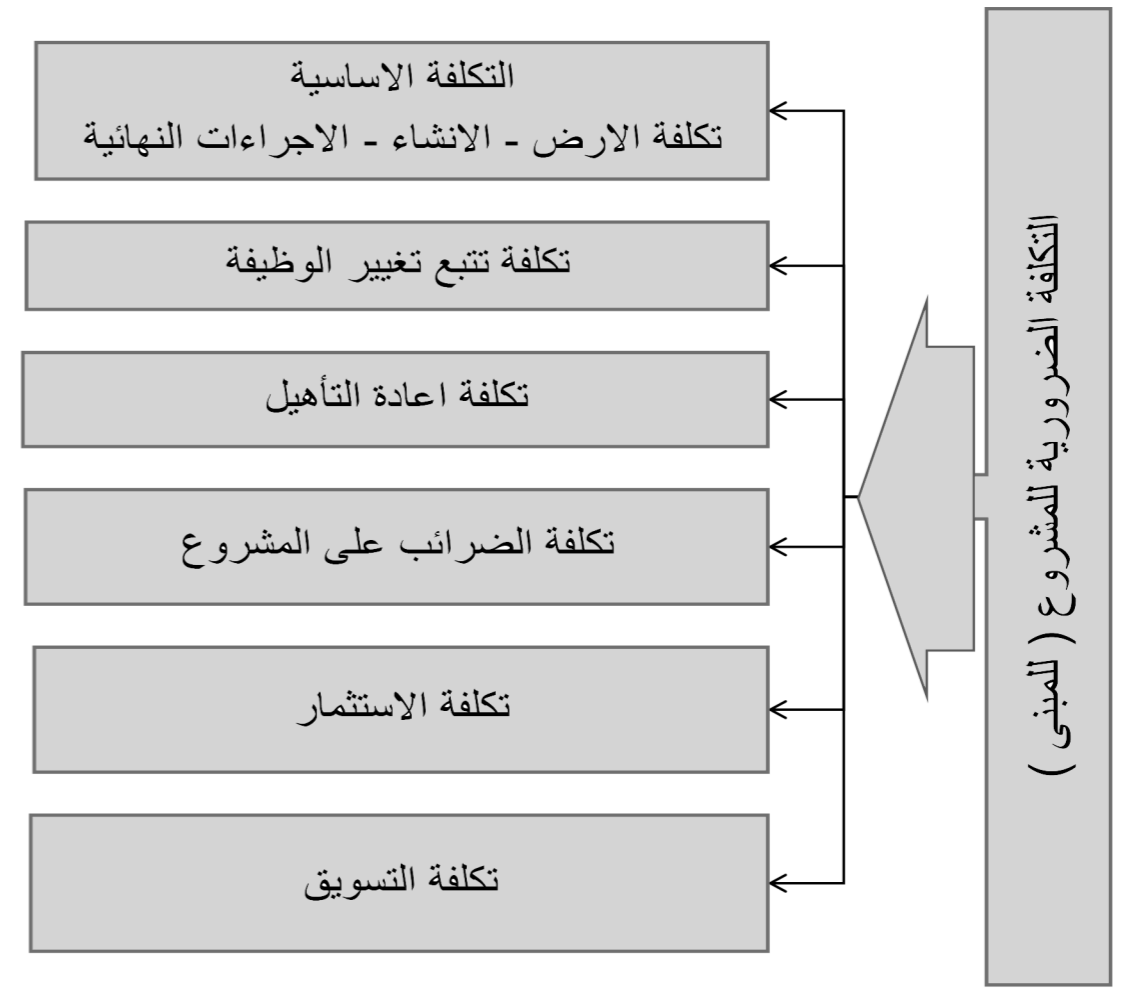 التكلفة الضرورية للمشروع ( للمبنى )
التكلفة الاساسية
تكلفة الارض - الانشاء - الاجراءات النهائية
تكلفة تتبع تغيير الوظيفة
تكلفة اعادة التأهيل
تكلفة الضرائب على المشروع
تكلفة الاستثمار
تكلفة التسويق